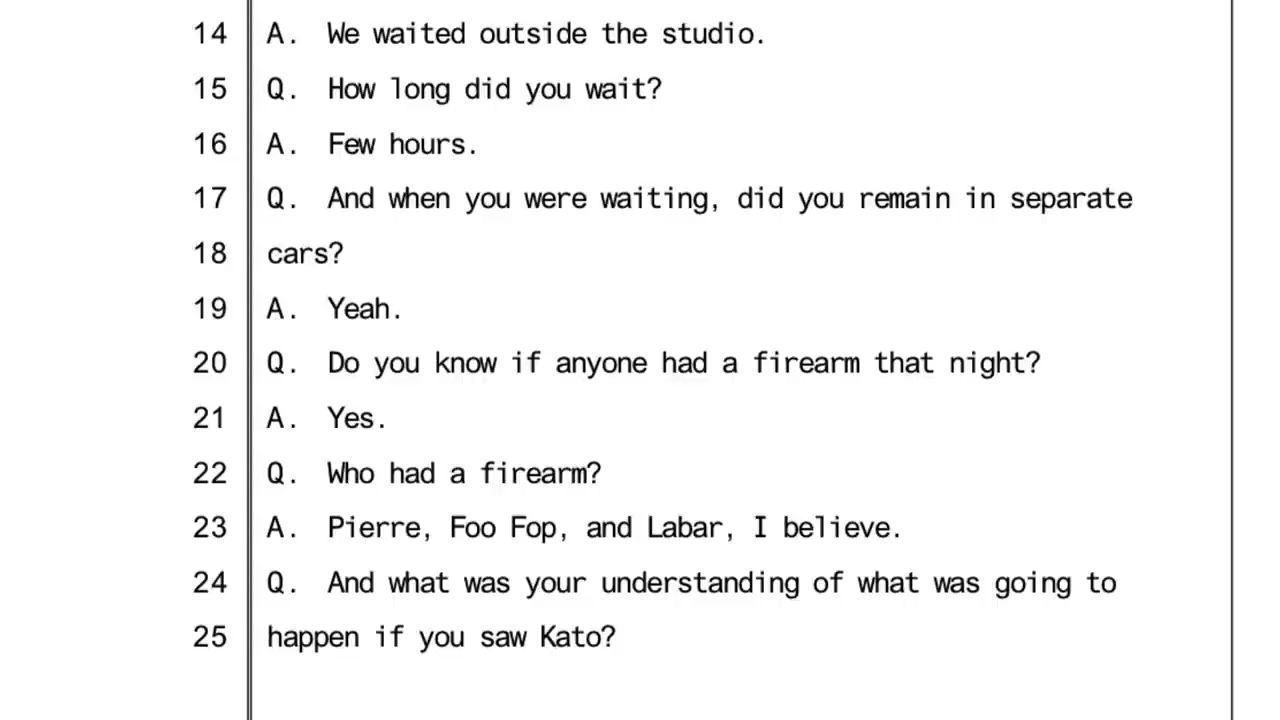 14 A. We waited outside the studio.
15 Q. How long did you wait?
16 A. Few hours.
17 Q. And when you were waiting, did you remain in separate
18 cars?
19 A. Yeah.
20 Q. Do you know if anyone had a firearm that night?
21 A. Yes.
22 Q. Who had a firearm?
23 A. Pierre, Foo Fop, and Labar, I believe.
24 Q. And what was your understanding of what was going to
25 happen if you saw Kato?